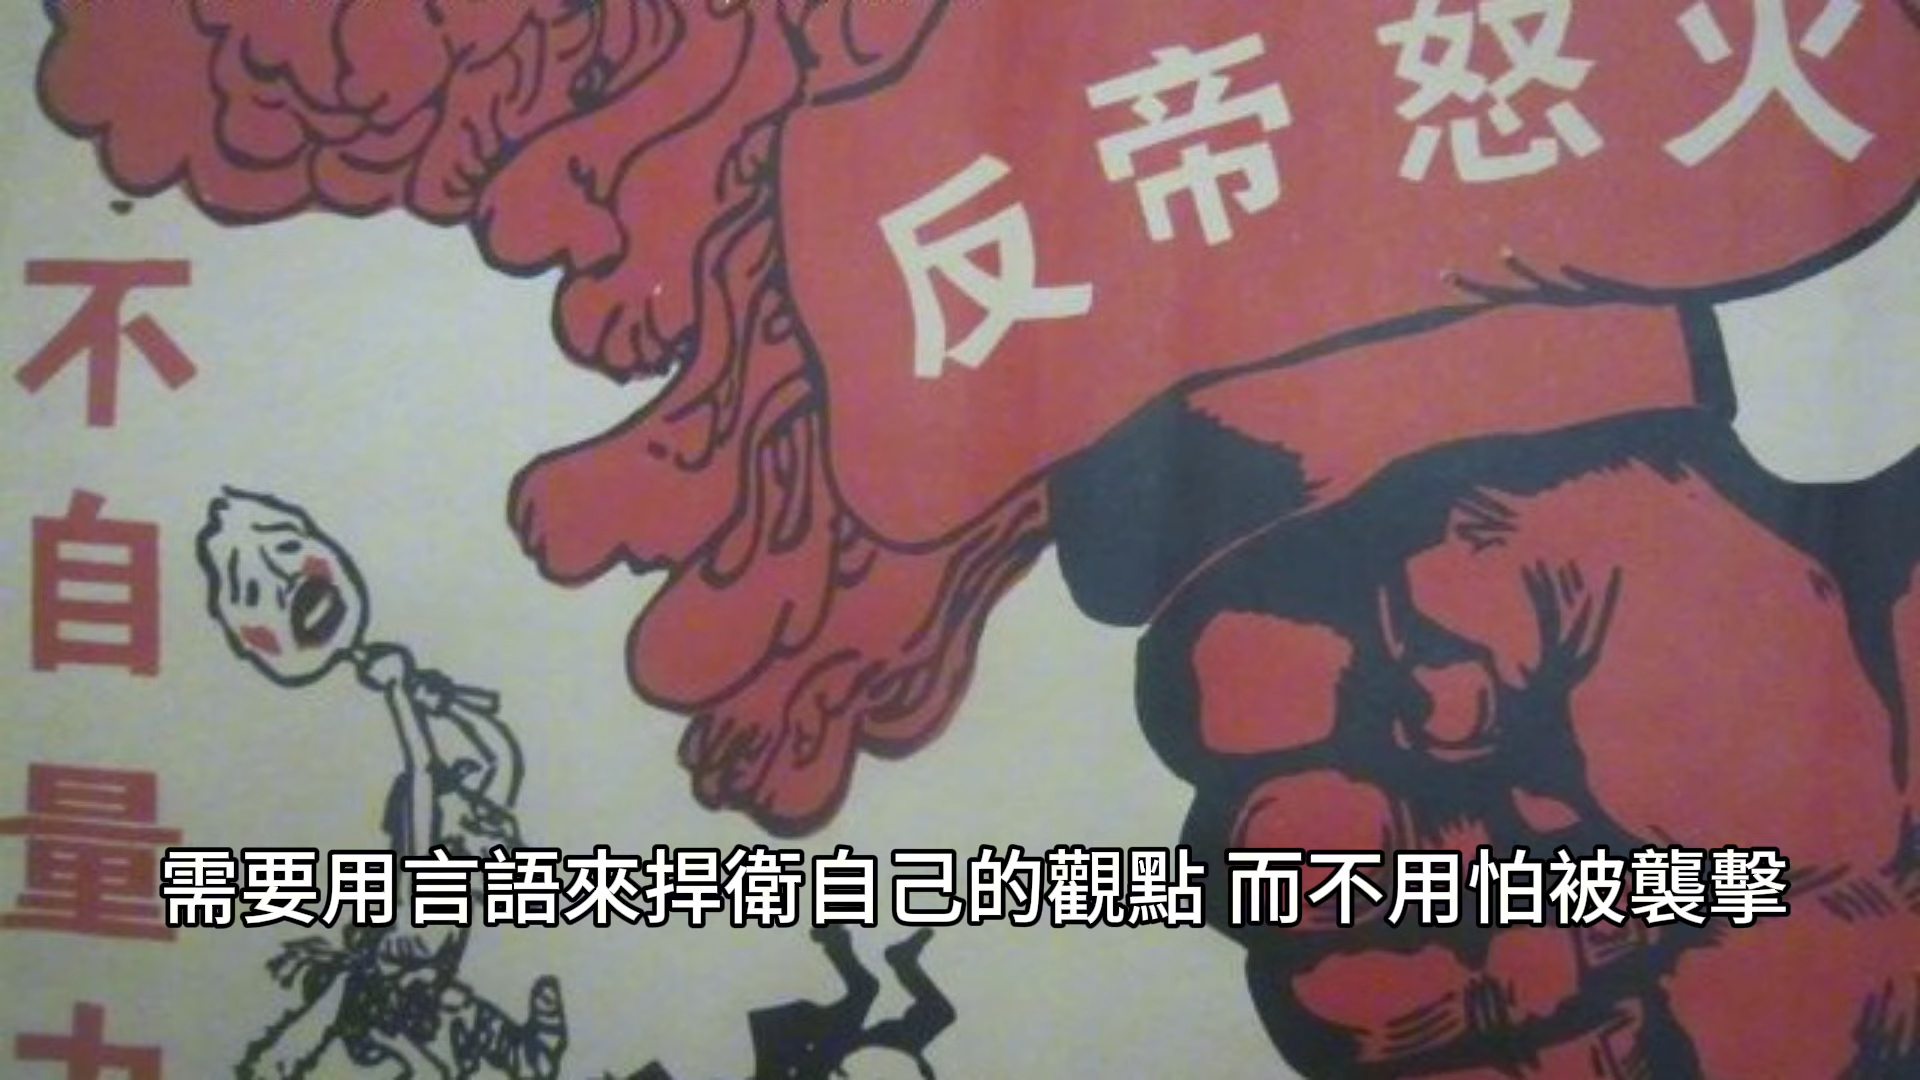 反帝怒火
不自量力
需要用言語來捍衛自己的觀點 而不用怕被襲擊